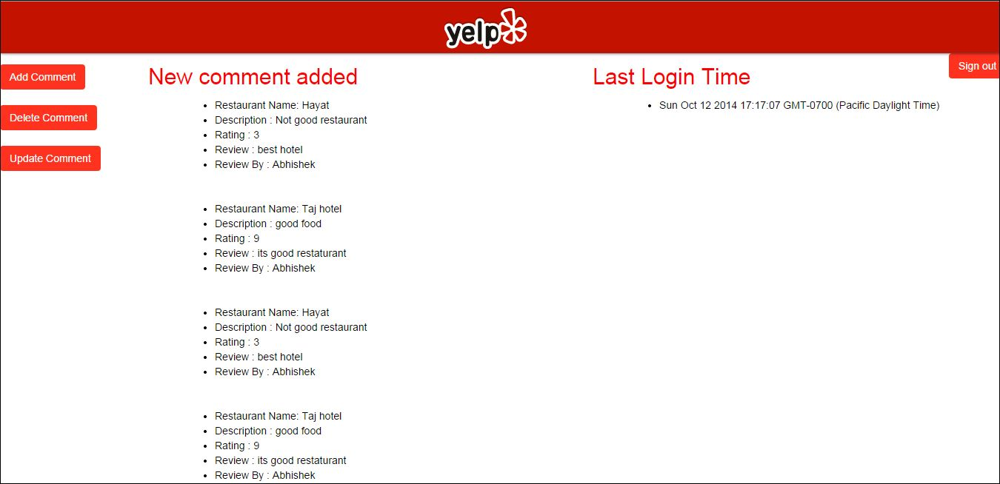 yelp
Sign out
Add Comment
Delete Comment
Update Comment
New comment added
Restaurant Name: Hayat
Description : Not good restaurant
Rating : 3
Review : best hotel
Review By : Abhishek
Restaurant Name: Taj hotel
Description : good food
Rating : 9
Review : its good restaturant
Review By : Abhishek
Restaurant Name: Hayat
Description : Not good restaurant
Rating : 3
Review : best hotel
Review By : Abhishek
Restaurant Name: Taj hotel
Description : good food
Rating : 9
Review : its good restaturant
Review By : Abhishek
Last Login Time
Sun Oct 12 2014 17:17:07 GMT-0700 (Pacific Daylight Time)